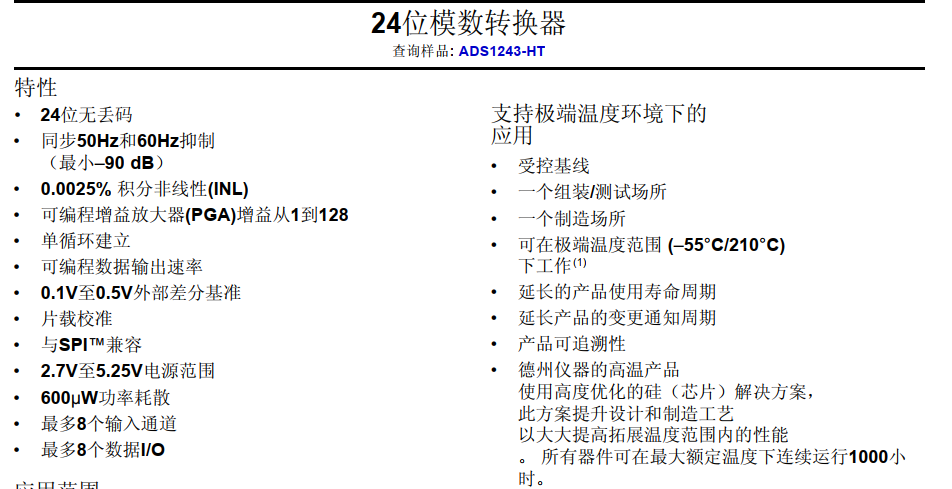 24位模数转换器
查询样品: ADS1243-HT
特性
• 24位无丢码
• 同步50Hz和60Hz抑制
（最小–90 dB）
• 0.0025% 积分非线性(INL)
• 可编程增益放大器(PGA)增益从1到128
• 单循环建立
• 可编程数据输出速率
• 0.1V至0.5V外部差分基准
• 片载校准
• 与SPI™兼容
• 2.7V至5.25V电源范围
• 600μW功率耗散
• 最多8个输入通道
• 最多8个数据I/O
支持极端温度环境下的
应用
• 受控基线
• 一个组装/测试场所
• 一个制造场所
• 可在极端温度范围 (–55°C/210°C)
下工作(1)
• 延长的产品使用寿命周期
• 延长产品的变更通知周期
• 产品可追溯性
• 德州仪器的高温产品
使用高度优化的硅（芯片）解决方案，
此方案提升设计和制造工艺
以大大提高拓展温度范围内的性能
。 所有器件可在最大额定温度下连续运行1000小
时。